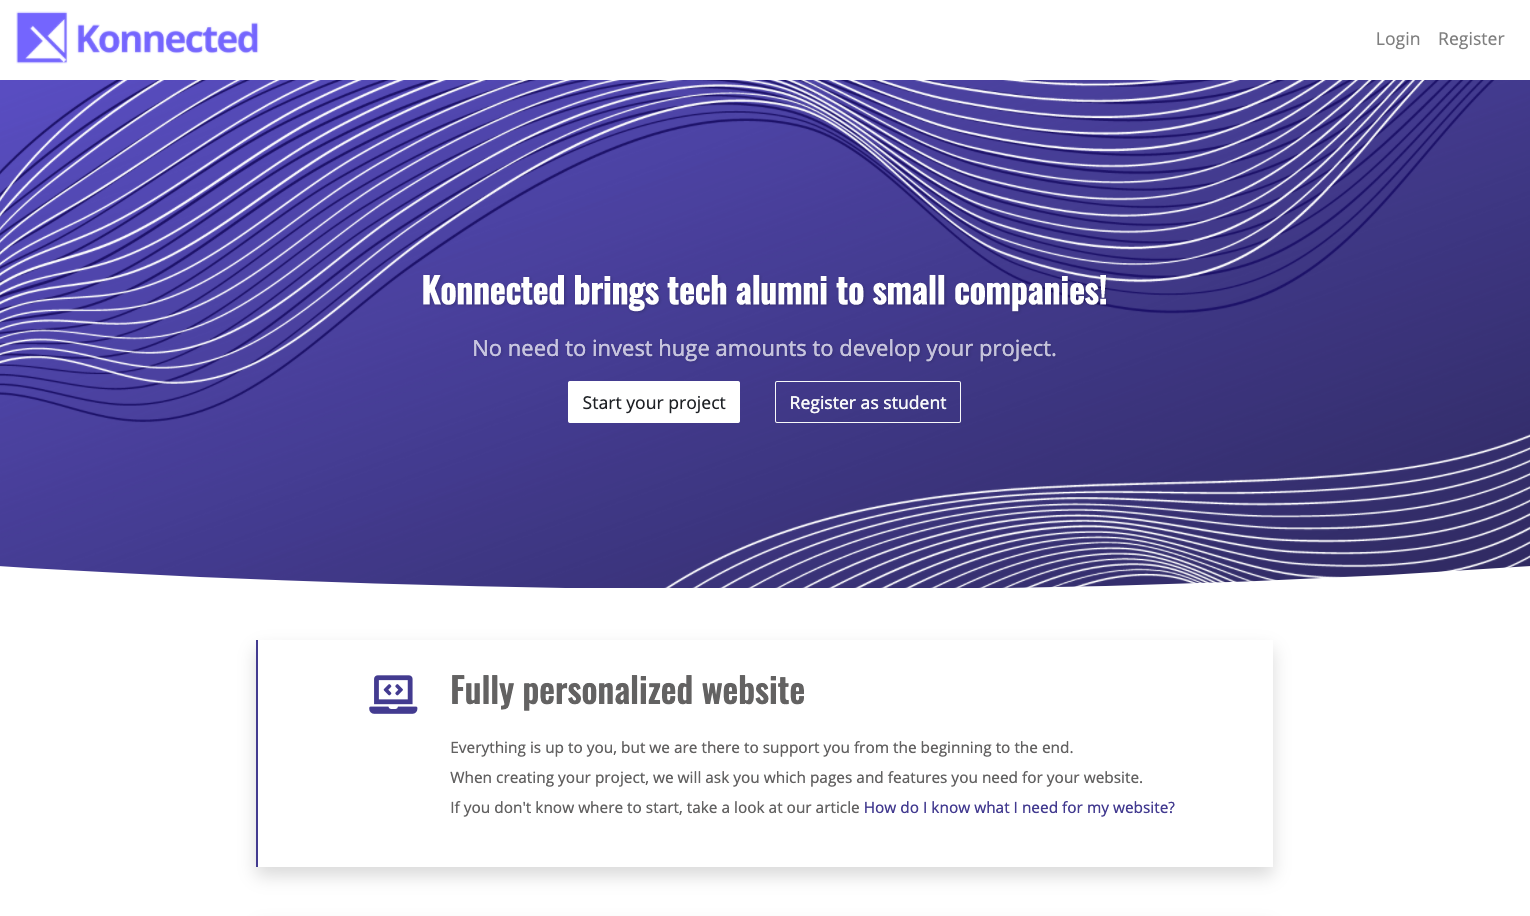 Konnected
Login Register
Konnected brings tech alumni to small companies!
No need to invest huge amounts to develop your project.
Start your project Register as student
Fully personalized website
Everything is up to you, but we are there to support you from the beginning to the end.
When creating your project, we will ask you which pages and features you need for your website.
If you don't know where to start, take a look at our article How do I know what I need for my website?